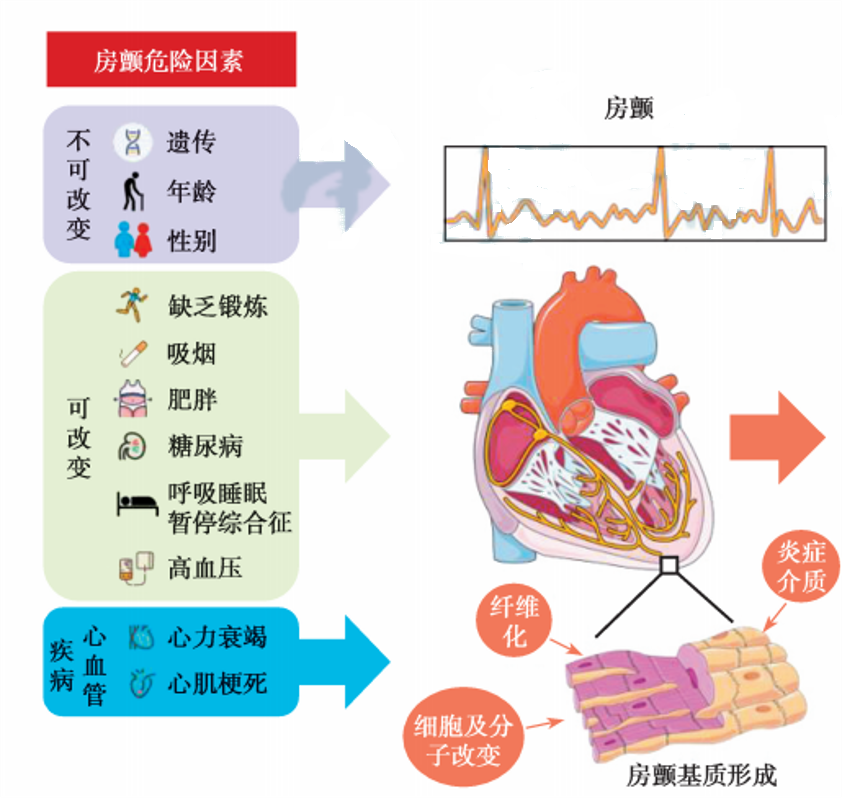 房颤危险因素
不可改变
遗传
年龄
性别
可改变
缺乏锻炼
吸烟
肥胖
糖尿病
呼吸睡眠
暂停综合征
高血压
心血管
疾病
心力衰竭
心肌梗死
房颤
炎症
介质
纤维
化
细胞及分
子改变
房颤基质形成